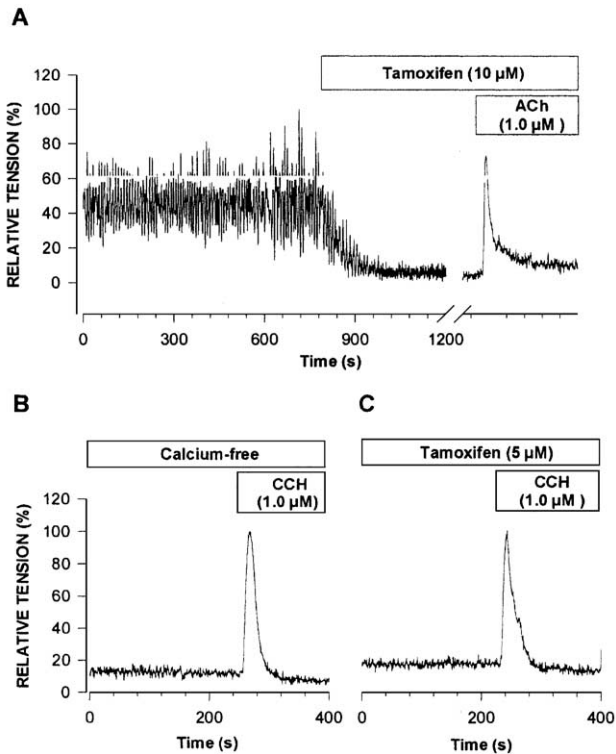 A
Tamoxifen (10 µM)
ACh
(1.0 µM )
RELATIVE TENSION (%)
120
100
80
60
40
20
0
0 300 600 900 1200
Time (s)
B
Calcium-free
CCH
(1.0 µM)
RELATIVE TENSION (%)
120
100
80
60
40
20
0
0 200 400
Time (s)
C
Tamoxifen (5 µM)
CCH
(1.0 µM )
0 200 400
Time (s)